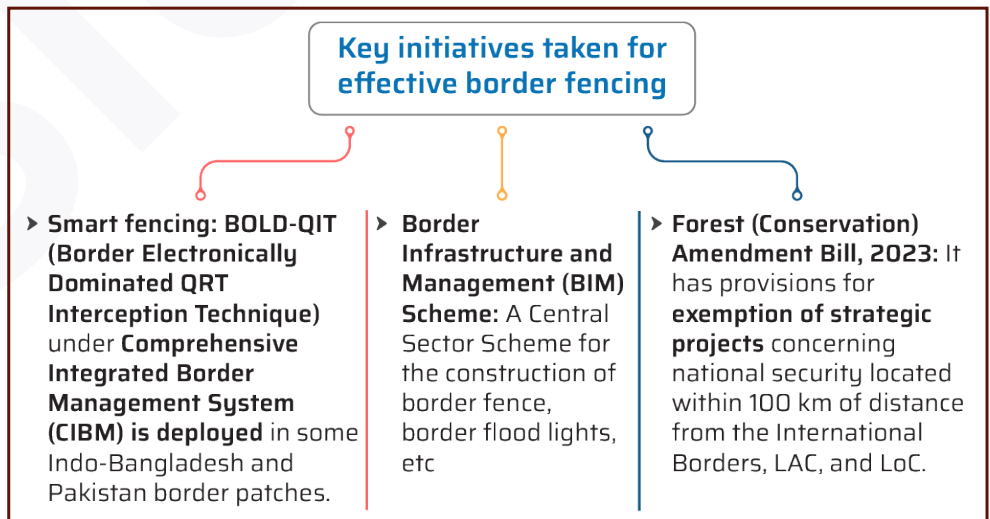 Key initiatives taken for
effective border fencing
➤ Smart fencing: BOLD-QIT
(Border Electronically
Dominated QRT
Interception Technique)
under Comprehensive
Integrated Border
Management System
(CIBM) is deployed in some
Indo-Bangladesh and
Pakistan border patches.
➤ Border
Infrastructure and
Management (BIM)
Scheme: A Central
Sector Scheme for
the construction of
border fence,
border flood lights,
etc
➤ Forest (Conservation)
Amendment Bill, 2023: It
has provisions for
exemption of strategic
projects concerning
national security located
within 100 km of distance
from the International
Borders, LAC, and LoC.